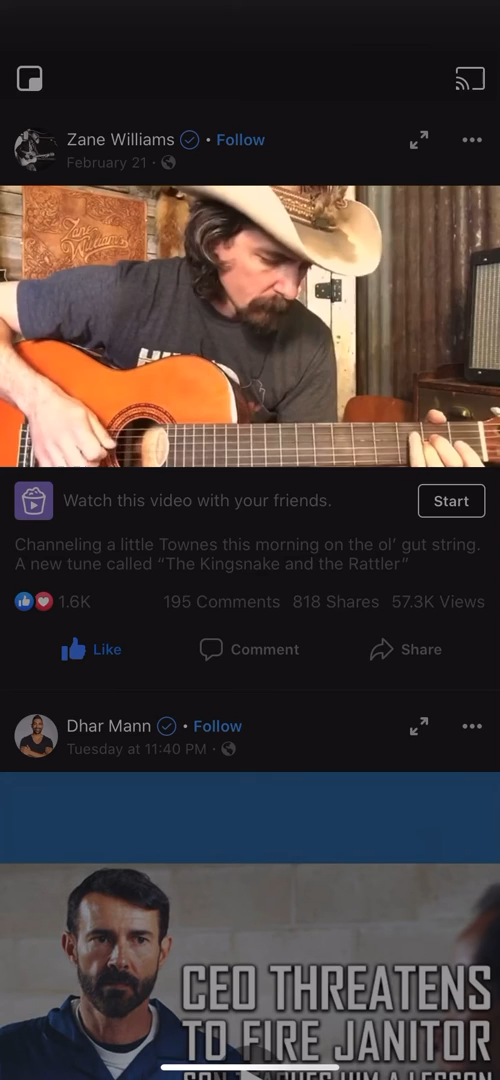 Zane Williams • Follow
February 21 ·
Zane
Williams
Watch this video with your friends.
Start
Channeling a little Townes this morning on the ol’ gut string.
A new tune called “The Kingsnake and the Rattler”
1.6K 195 Comments 818 Shares 57.3K Views
Like Comment Share
Dhar Mann • Follow
Tuesday at 11:40 PM ·
CEO THREATENS
TO FIRE JANITOR